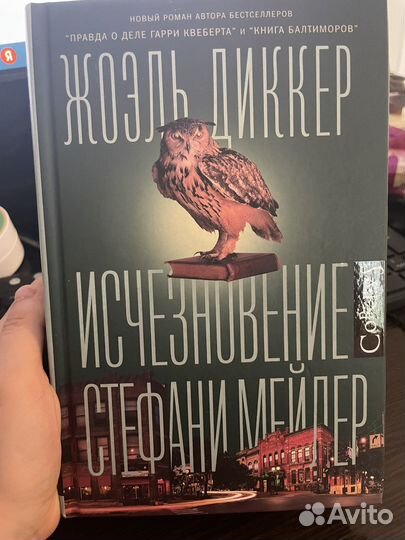 НОВЫЙ РОМАН АВТОРА БЕСТСЕЛЛЕРОВ
"ПРАВДА О ДЕЛЕ ГАРРИ КВЕБЕРТА" и "КНИГА БАЛТИМОРОВ"
ЖОЭЛЬ ДИККЕР
ИСЧЕЗНОВЕНИЕ
СТЕФАНИ МЕЙЛЕР
Я
Avito